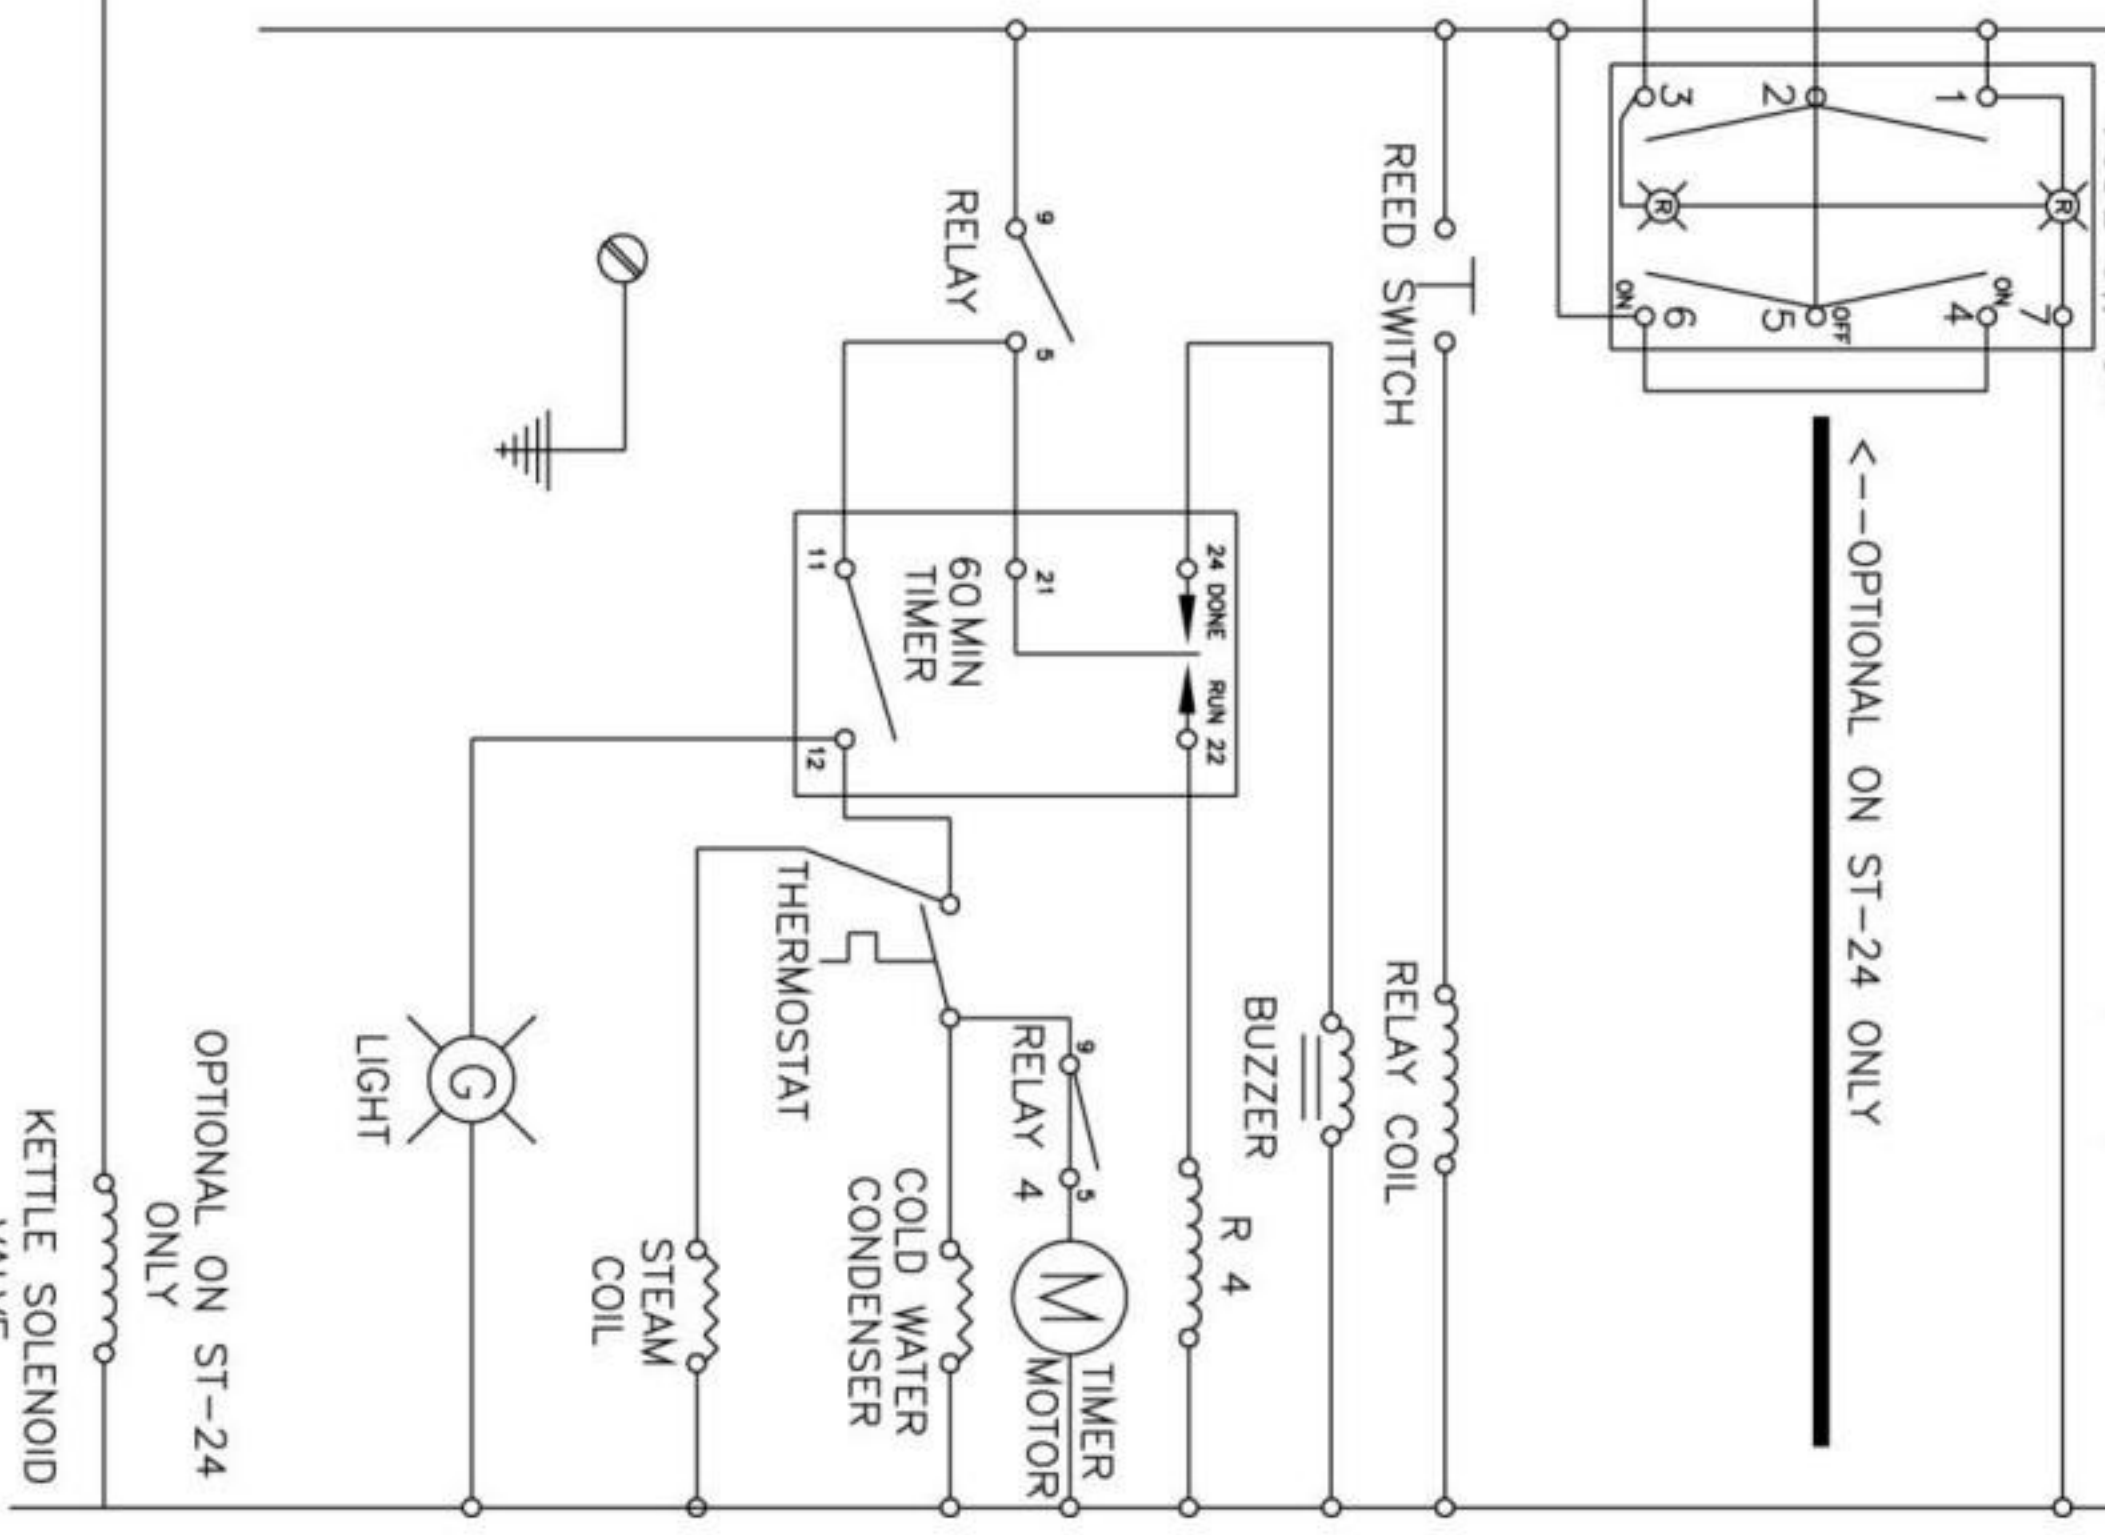 3
2
1
R
R
ON
6
5
OFF
4
ON
7
<--OPTIONAL ON ST-24 ONLY
REED SWITCH
RELAY COIL
9
RELAY
5
24 DONE RUN 22
21
60 MIN
TIMER
11
12
BUZZER
R 4
9
RELAY 4
5
M
TIMER
MOTOR
THERMOSTAT
COLD WATER
CONDENSER
STEAM
COIL
G
LIGHT
OPTIONAL ON ST-24
ONLY
KETTLE SOLENOID